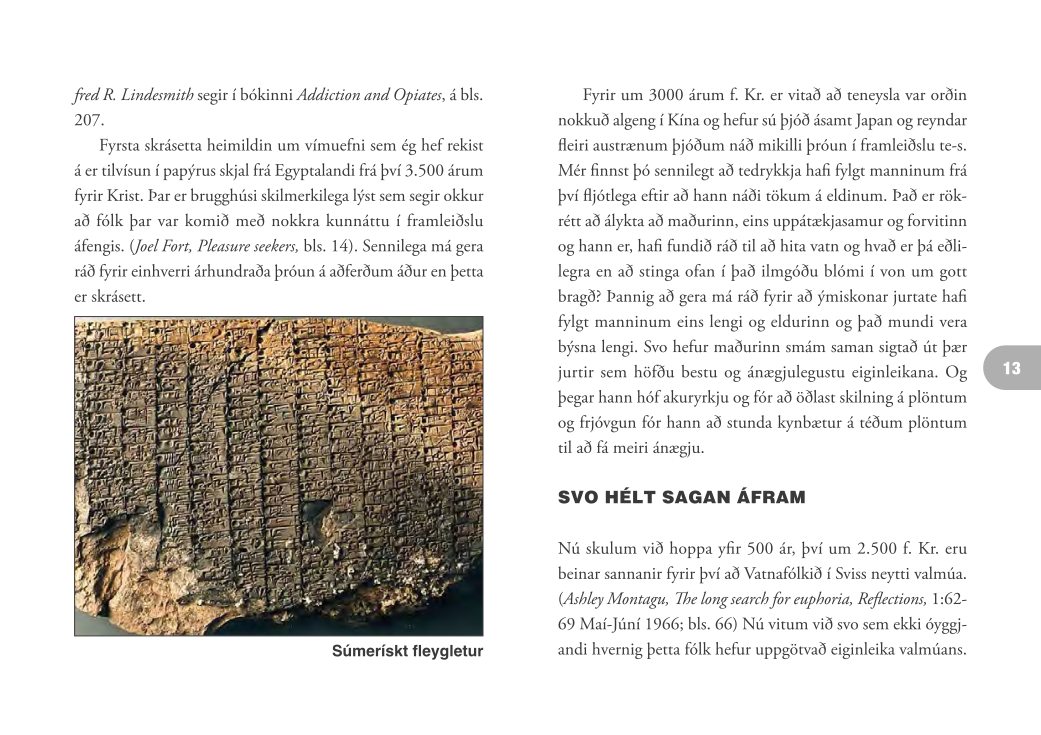 fred R. Lindesmith segir í bókinni Addiction and Opiates, á bls.
207.
Fyrsta skrásetta heimildin um vímuefni sem ég hef rekist
á er tilvísun í papýrus skjal frá Egyptalandi frá því 3.500 árum
fyrir Krist. Þar er brugghúsi skilmerkilega lýst sem segir okkur
að fólk þar var komið með nokkra kunnáttu í framleiðslu
áfengis. (Joel Fort, Pleasure seekers, bls. 14). Sennilega má gera
ráð fyrir einhverri árhundraða þróun á aðferðum áður en þetta
er skrásett.
Súmerískt fleygletur
Fyrir um 3000 árum f. Kr. er vitað að teneysla var orðin
nokkuð algeng í Kína og hefur sú þjóð ásamt Japan og reyndar
fleiri austrænum þjóðum náð mikilli þróun í framleiðslu te-s.
Mér finnst þó sennilegt að tedrykkja hafi fylgt manninum frá
því fljótlega eftir að hann náði tökum á eldinum. Það er rök-
rétt að álykta að maðurinn, eins uppátækjasamur og forvitinn
og hann er, hafi fundið ráð til að hita vatn og hvað er þá eðli-
legra en að stinga ofan í það ilmgóðu blómi í von um gott
bragð? Þannig að gera má ráð fyrir að ýmiskonar jurtate hafi
fylgt manninum eins lengi og eldurinn og það mundi vera
býsna lengi. Svo hefur maðurinn smám saman sigtað út þær
jurtir sem höfðu bestu og ánægjulegustu eiginleikana. Og
þegar hann hóf akuryrkju og fór að öðlast skilning á plöntum
og frjóvgun fór hann að stunda kynbætur á téðum plöntum
til að fá meiri ánægju.
SVO HÉLT SAGAN ÁFRAM
Nú skulum við hoppa yfir 500 ár, því um 2.500 f. Kr. eru
beinar sannanir fyrir því að Vatnafólkið í Sviss neytti valmúa.
(Ashley Montagu, The long search for euphoria, Reflections, 1:62-
69 Maí-Júní 1966; bls. 66) Nú vitum við svo sem ekki óyggj-
andi hvernig þetta fólk hefur uppgötvað eiginleika valmúans.
13